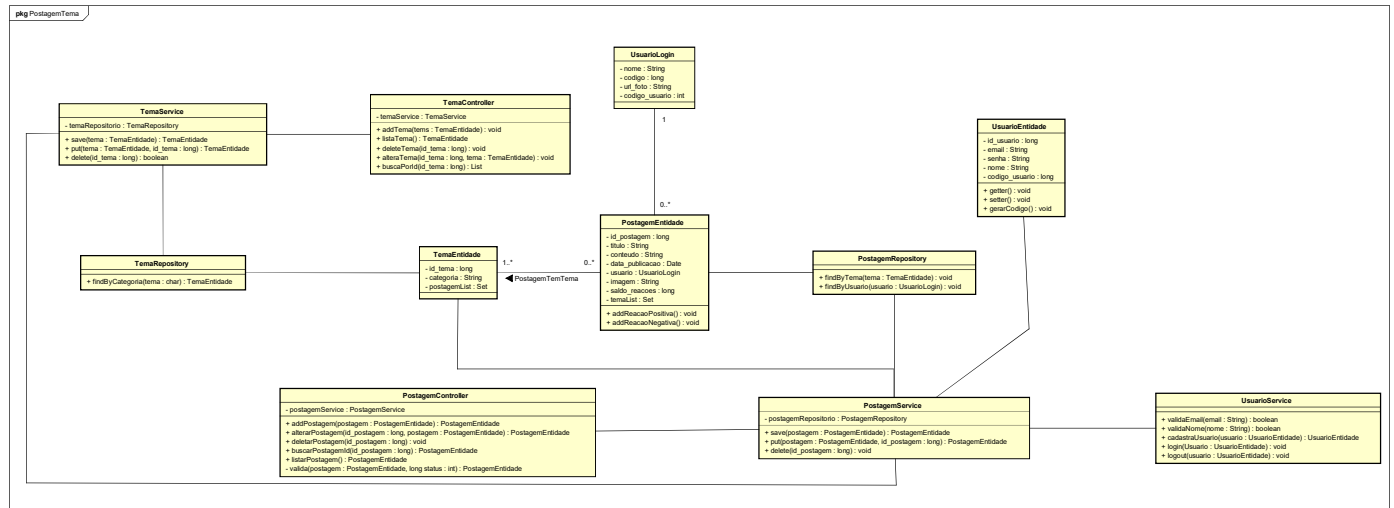 pkg PostagemTema
UsuarioLogin
- nome : String
- codigo : long
- url_foto : String
- codigo_usuario : int
TemaService
- temaRepositorio : TemaRepository
+ save(tema : TemaEntidade) : TemaEntidade
+ put(tema : TemaEntidade, id_tema : long) : TemaEntidade
+ delete(id_tema : long) : boolean
TemaController
- temaService : TemaService
+ addTema(tems : TemaEntidade) : void
+ listaTema() : TemaEntidade
+ deleteTema(id_tema : long) : void
+ alteraTema(id_tema : long, tema : TemaEntidade) : void
+ buscaPorId(id_tema : long) : List
1
UsuarioEntidade
- id_usuario : long
- email : String
- senha : String
- nome : String
- codigo_usuario : long
+ getter() : void
+ setter() : void
+ gerarCodigo() : void
0..*
PostagemEntidade
- id_postagem : long
- titulo : String
- conteudo : String
- data_publicacao : Date
- usuario : UsuarioLogin
- imagem : String
- saldo_reacoes : long
- temaList : Set
+ addReacaoPositiva() : void
+ addReacaoNegativa() : void
TemaRepository
+ findByCategoria(tema : char) : TemaEntidade
TemaEntidade
- id_tema : long
- categoria : String
- postagemList : Set
1..*
0..*
◀ PostagemTemTema
PostagemRepository
+ findByTema(tema : TemaEntidade) : void
+ findByUsuario(usuario : UsuarioLogin) : void
PostagemController
- postagemService : PostagemService
+ addPostagem(postagem : PostagemEntidade) : PostagemEntidade
+ alterarPostagem(id_postagem : long, postagem : PostagemEntidade) : PostagemEntidade
+ deletarPostagem(id_postagem : long) : void
+ buscarPostagemId(id_postagem : long) : PostagemEntidade
+ listarPostagem() : PostagemEntidade
- valida(postagem : PostagemEntidade, long status : int) : PostagemEntidade
PostagemService
- postagemRepositorio : PostagemRepository
+ save(postagem : PostagemEntidade) : PostagemEntidade
+ put(postagem : PostagemEntidade, id_postagem : long) : PostagemEntidade
+ delete(id_postagem : long) : void
UsuarioService
+ validaEmail(email : String) : boolean
+ validaNome(nome : String) : boolean
+ cadastraUsuario(usuario : UsuarioEntidade) : UsuarioEntidade
+ login(Usuario : UsuarioEntidade) : void
+ logout(usuario : UsuarioEntidade) : void